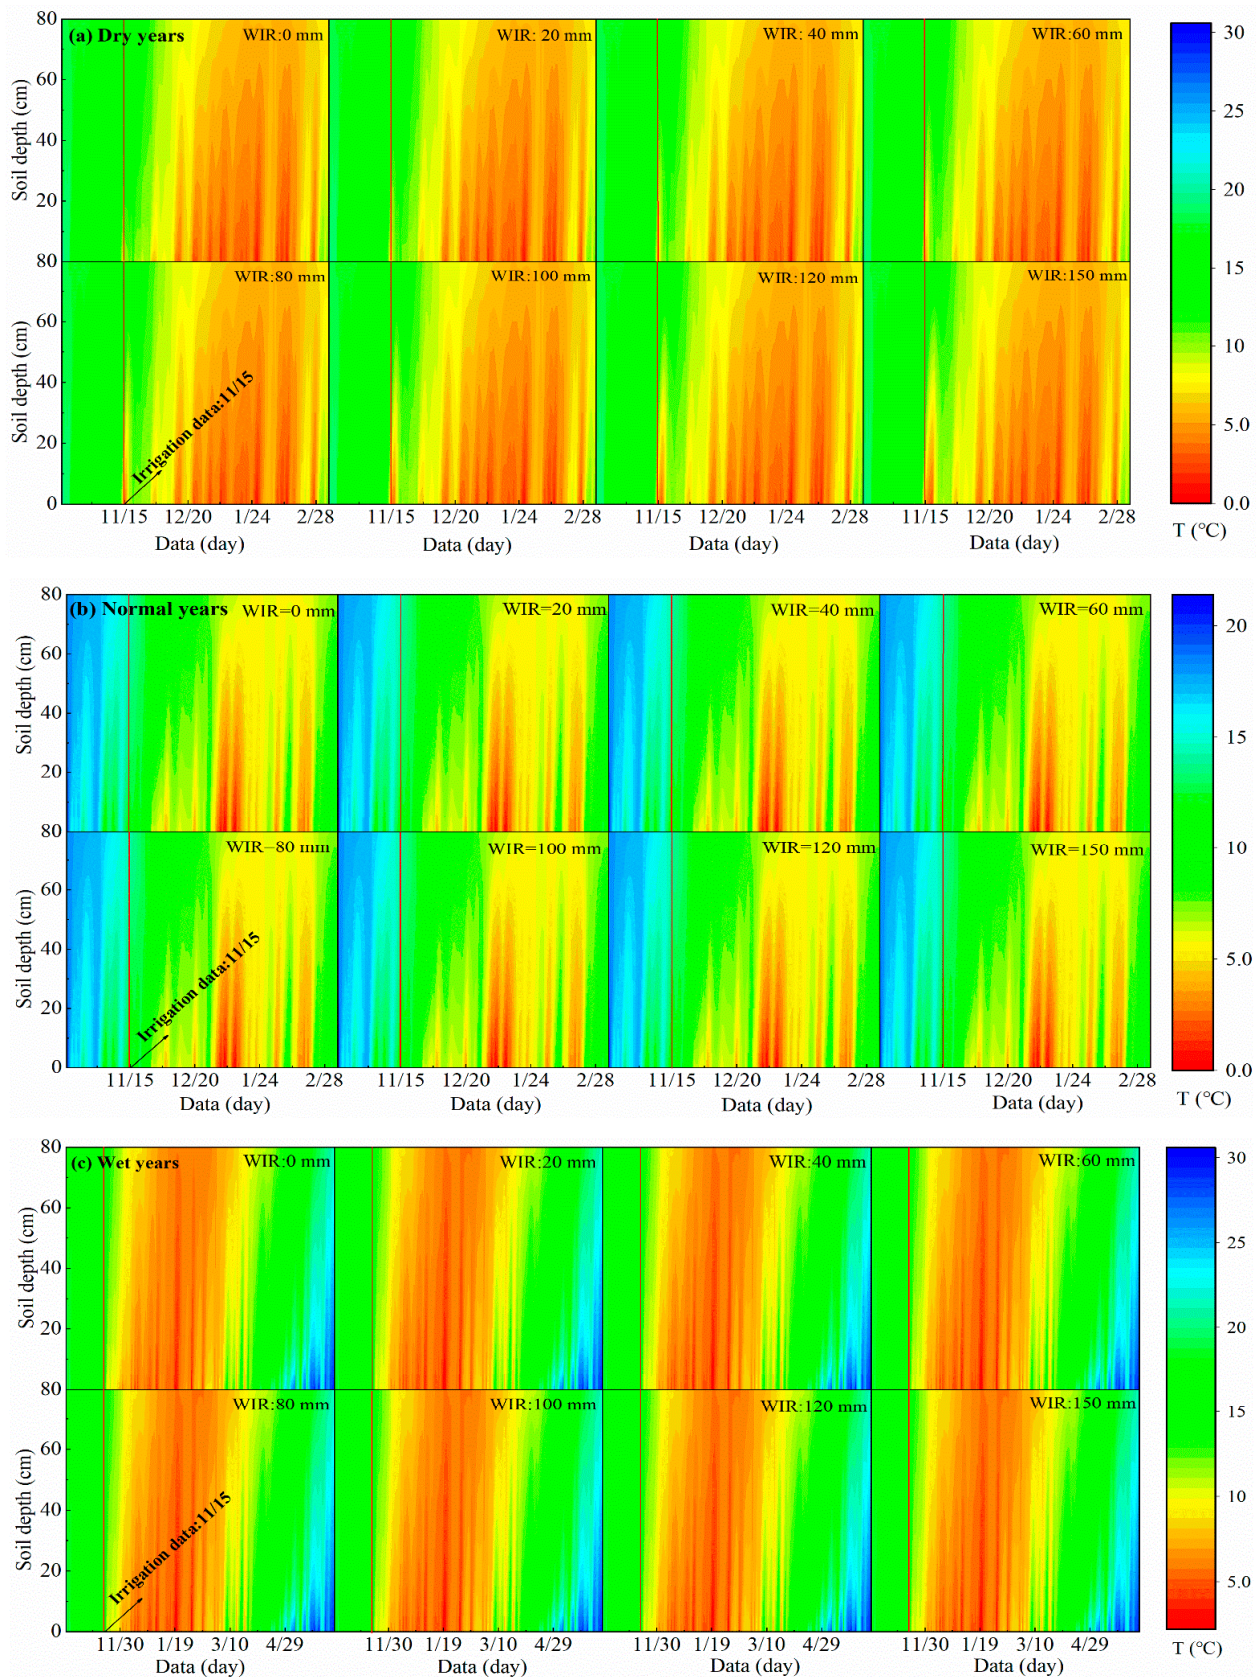 (a) Dry years
WIR:0 mm
WIR: 20 mm
WIR: 40 mm
WIR: 60 mm
80
60
40
20
Soil depth (cm)
WIR:80 mm
WIR:100 mm
WIR:120 mm
WIR:150 mm
80
60
40
20
0
Soil depth (cm)
Irrigation data:11/15
11/15 12/20 1/24 2/28
11/15 12/20 1/24 2/28
11/15 12/20 1/24 2/28
11/15 12/20 1/24 2/28
Data (day)
Data (day)
Data (day)
Data (day)
30
25
20
15
10
5.0
0.0
T (°C)
(b) Normal years
WIR=0 mm
WIR=20 mm
WIR=40 mm
WIR=60 mm
80
60
40
20
Soil depth (cm)
WIR=80 mm
WIR=100 mm
WIR=120 mm
WIR=150 mm
80
60
40
20
0
Soil depth (cm)
Irrigation data:11/15
11/15 12/20 1/24 2/28
11/15 12/20 1/24 2/28
11/15 12/20 1/24 2/28
11/15 12/20 1/24 2/28
Data (day)
Data (day)
Data (day)
Data (day)
20
15
10
5.0
0.0
T (°C)
(c) Wet years
WIR:0 mm
WIR:20 mm
WIR:40 mm
WIR:60 mm
80
60
40
20
Soil depth (cm)
WIR:80 mm
WIR:100 mm
WIR:120 mm
WIR:150 mm
80
60
40
20
0
Soil depth (cm)
Irrigation data:11/15
11/30 1/19 3/10 4/29
11/30 1/19 3/10 4/29
11/30 1/19 3/10 4/29
11/30 1/19 3/10 4/29
Data (day)
Data (day)
Data (day)
Data (day)
30
25
20
15
10
5.0
T (°C)